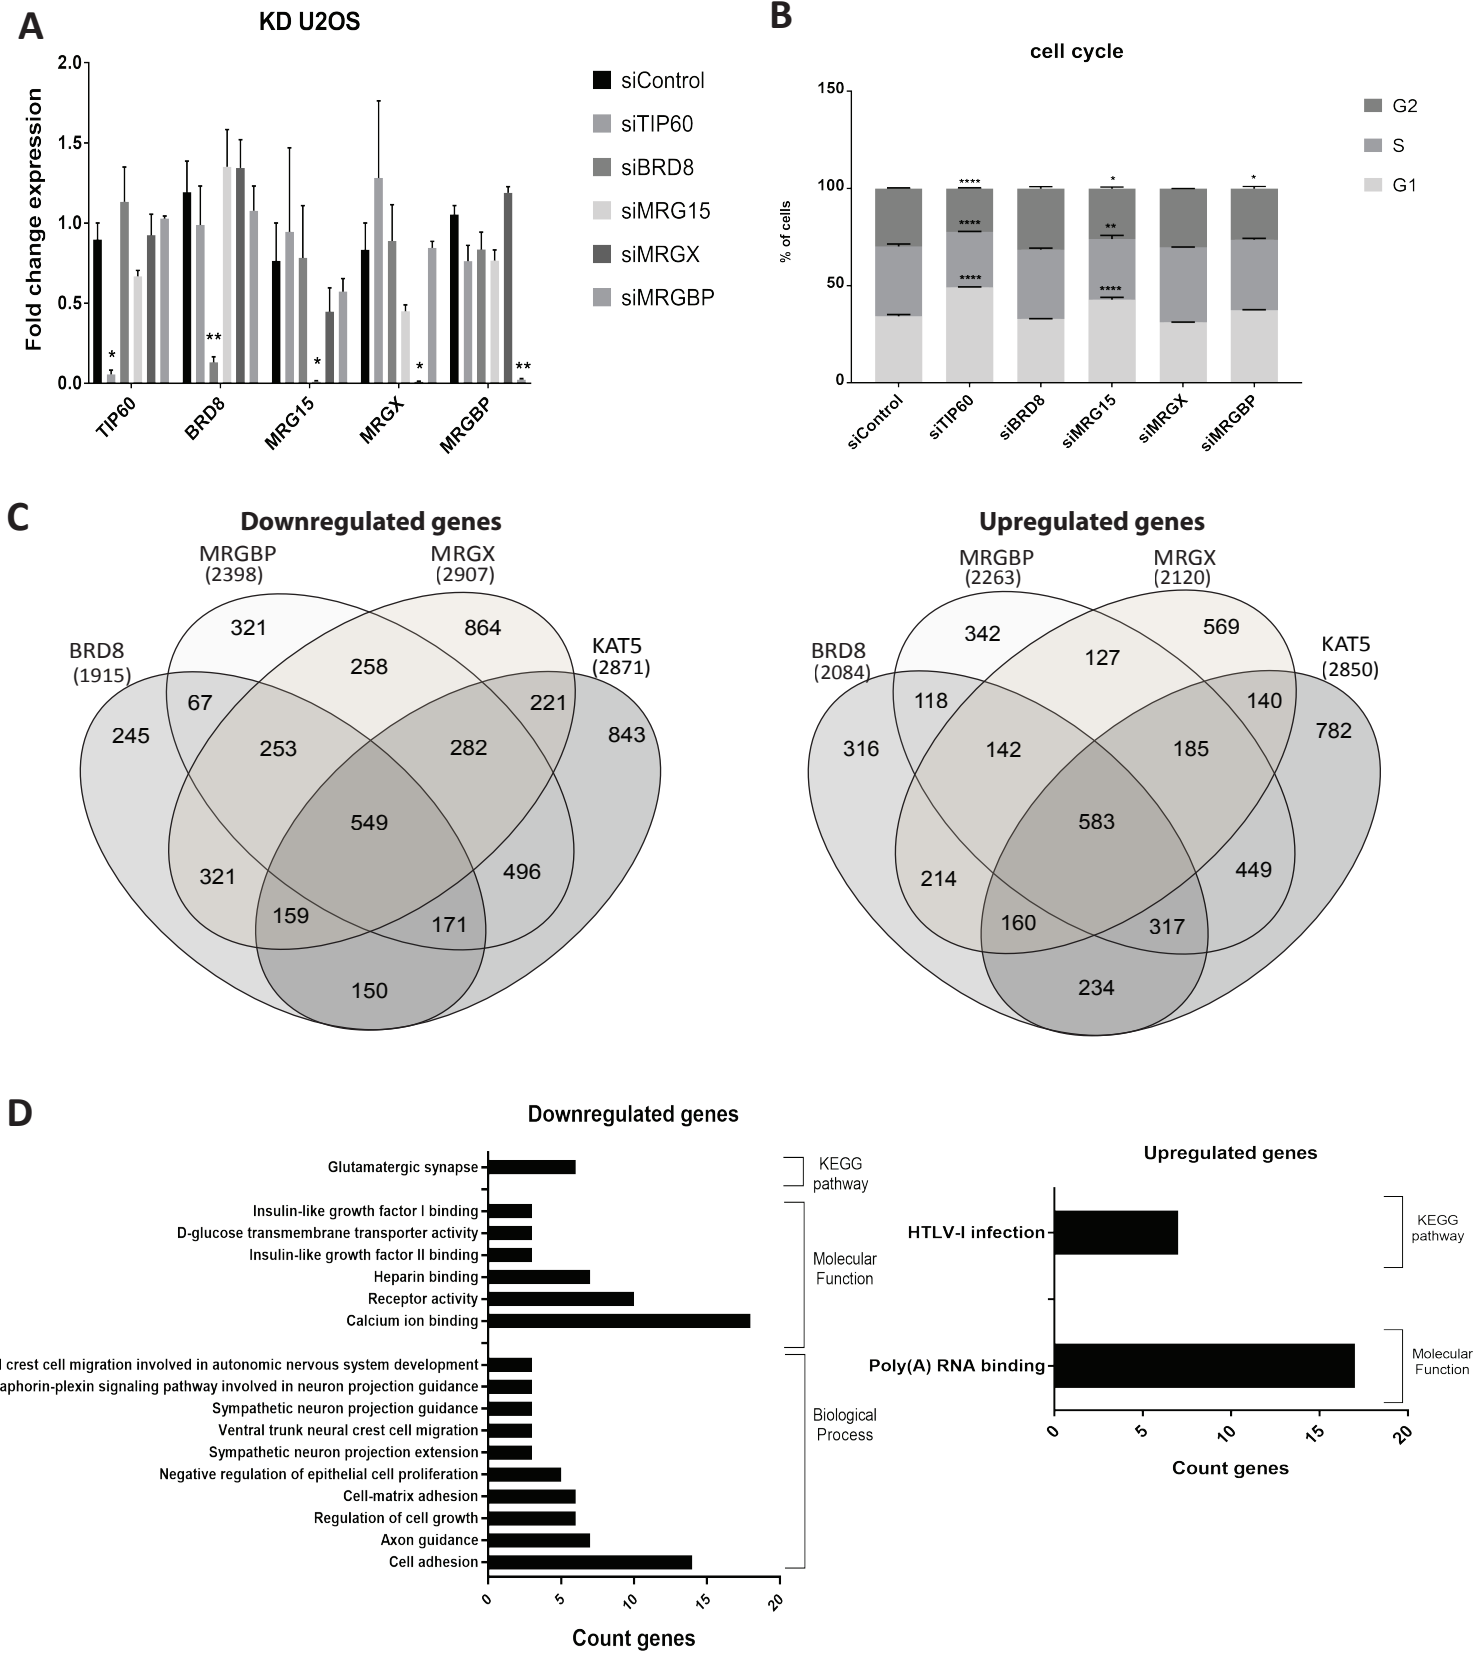 A
KD U2OS
Fold change expression
2.0
1.5
1.0
0.5
0.0
*
**
*
*
**
TIP60
BRD8
MRG15
MRGX
MRGBP
siControl
siTIP60
siBRD8
siMRG15
siMRGX
siMRGBP
B
cell cycle
% of cells
150
100
50
0
****
****
****
*
**
****
*
siControl
siTIP60
siBRD8
siMRG15
siMRGX
siMRGBP
G2
S
G1
C
Downregulated genes
MRGBP
(2398)
MRGX
(2907)
BRD8
(1915)
KAT5
(2871)
321
864
258
67
221
245
253
282
843
549
321
496
159
171
150
Upregulated genes
MRGBP
(2263)
MRGX
(2120)
BRD8
(2084)
KAT5
(2850)
342
569
127
118
140
316
142
185
782
583
214
449
160
317
234
D
Downregulated genes
Glutamatergic synapse
Insulin-like growth factor I binding
D-glucose transmembrane transporter activity
Insulin-like growth factor II binding
Heparin binding
Receptor activity
Calcium ion binding
l crest cell migration involved in autonomic nervous system development
aphorin-plexin signaling pathway involved in neuron projection guidance
Sympathetic neuron projection guidance
Ventral trunk neural crest cell migration
Sympathetic neuron projection extension
Negative regulation of epithelial cell proliferation
Cell-matrix adhesion
Regulation of cell growth
Axon guidance
Cell adhesion
KEGG
pathway
Molecular
Function
Biological
Process
0
5
10
15
20
Count genes
Upregulated genes
HTLV-I infection
Poly(A) RNA binding
KEGG
pathway
Molecular
Function
0
5
10
15
20
Count genes